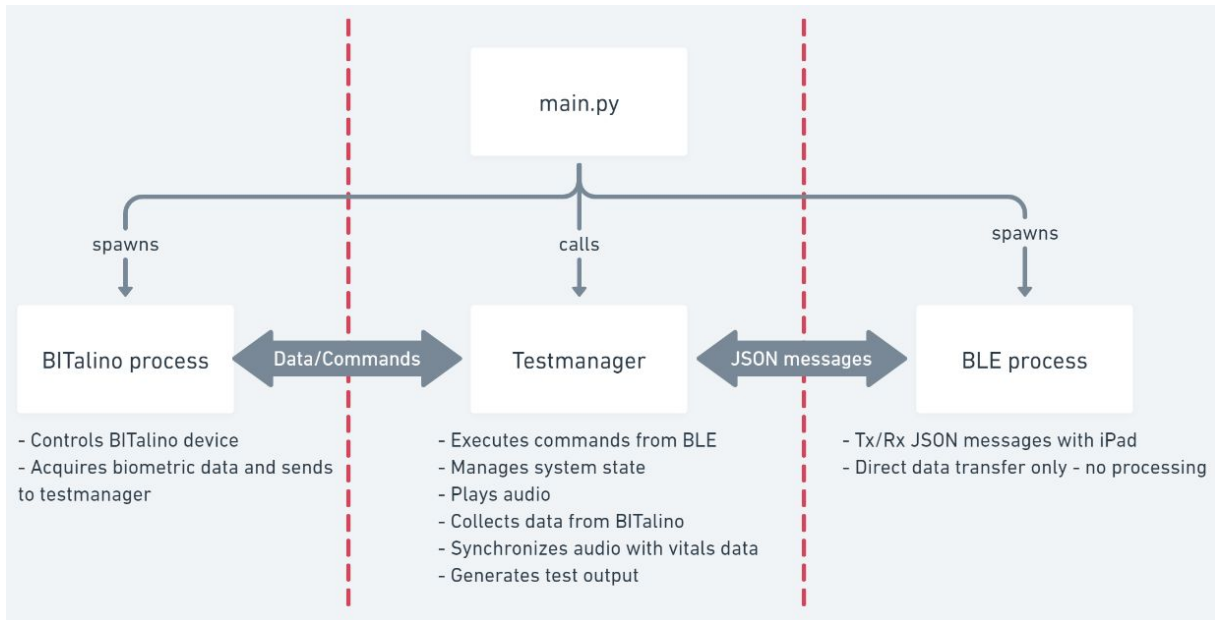 main.py
spawns
calls
spawns
BITalino process
Data/Commands
Testmanager
JSON messages
BLE process
- Controls BITalino device
- Acquires biometric data and sends
to testmanager
- Executes commands from BLE
- Manages system state
- Plays audio
- Collects data from BITalino
- Synchronizes audio with vitals data
- Generates test output
- Tx/Rx JSON messages with iPad
- Direct data transfer only - no processing